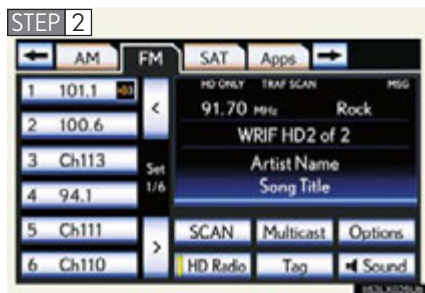 STEP 2
AM FM SAT Apps
1 101.1 HD ONLY TRAF SCAN MSG
< 91.70 MHz Rock
2 100.6 WRIF HD2 of 2
3 Ch113 Set Artist Name
4 94.1 1/6 Song Title
5 Ch111 SCAN Multicast Options
>
6 Ch110 HD Radio Tag Sound